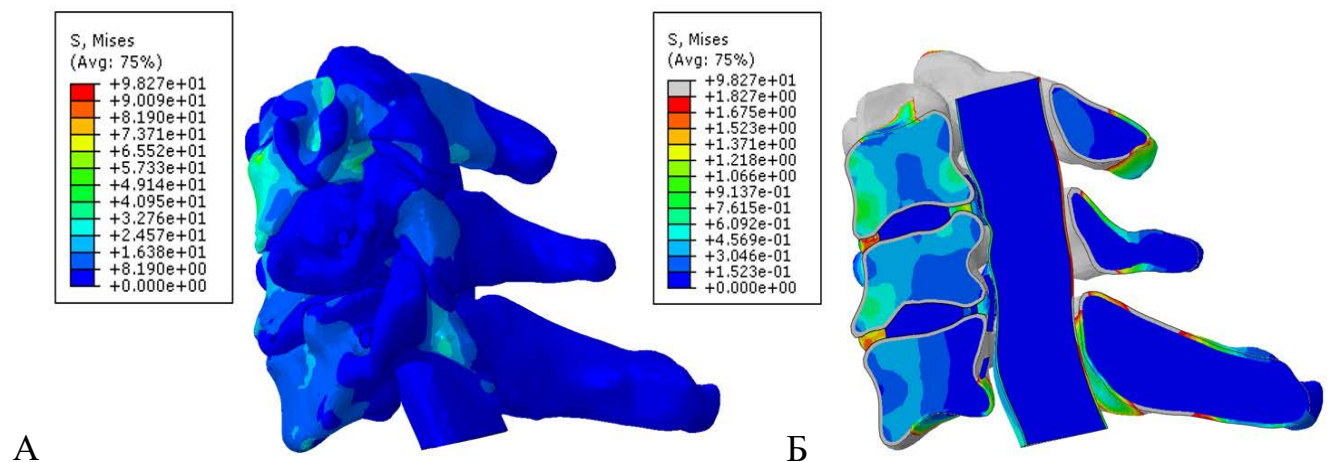 S, Mises
(Avg: 75%)
+9.827e+01
+9.009e+01
+8.190e+01
+7.371e+01
+6.552e+01
+5.733e+01
+4.914e+01
+4.095e+01
+3.276e+01
+2.457e+01
+1.638e+01
+8.190e+00
+0.000e+00
А
S, Mises
(Avg: 75%)
+9.827e+01
+1.827e+00
+1.675e+00
+1.523e+00
+1.371e+00
+1.218e+00
+1.066e+00
+9.137e-01
+7.615e-01
+6.092e-01
+4.569e-01
+3.046e-01
+1.523e-01
+0.000e+00
Б